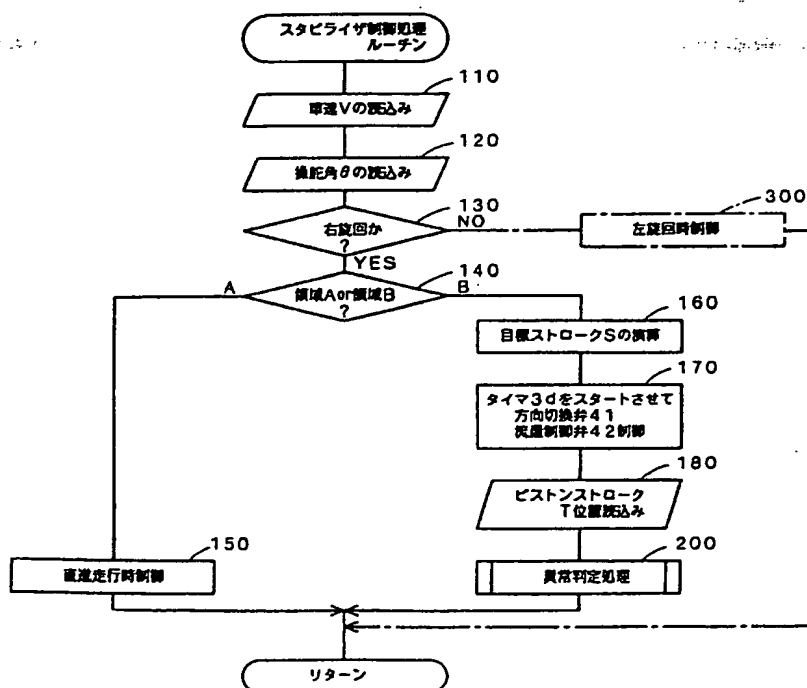 スタビライザ制御処理
ルーチン
110
車速Vの読込み
120
操舵角θの読込み
130
右旋回か
?
NO
300
左旋回時制御
YES
140
A
領域Aor領域B
?
B
160
目標ストロークSの演算
170
タイマ3dをスタートさせて
方向切換弁41
流量制御弁42制御
180
ピストンストローク
T位置読込み
150
直進走行時制御
200
異常判定処理
リターン